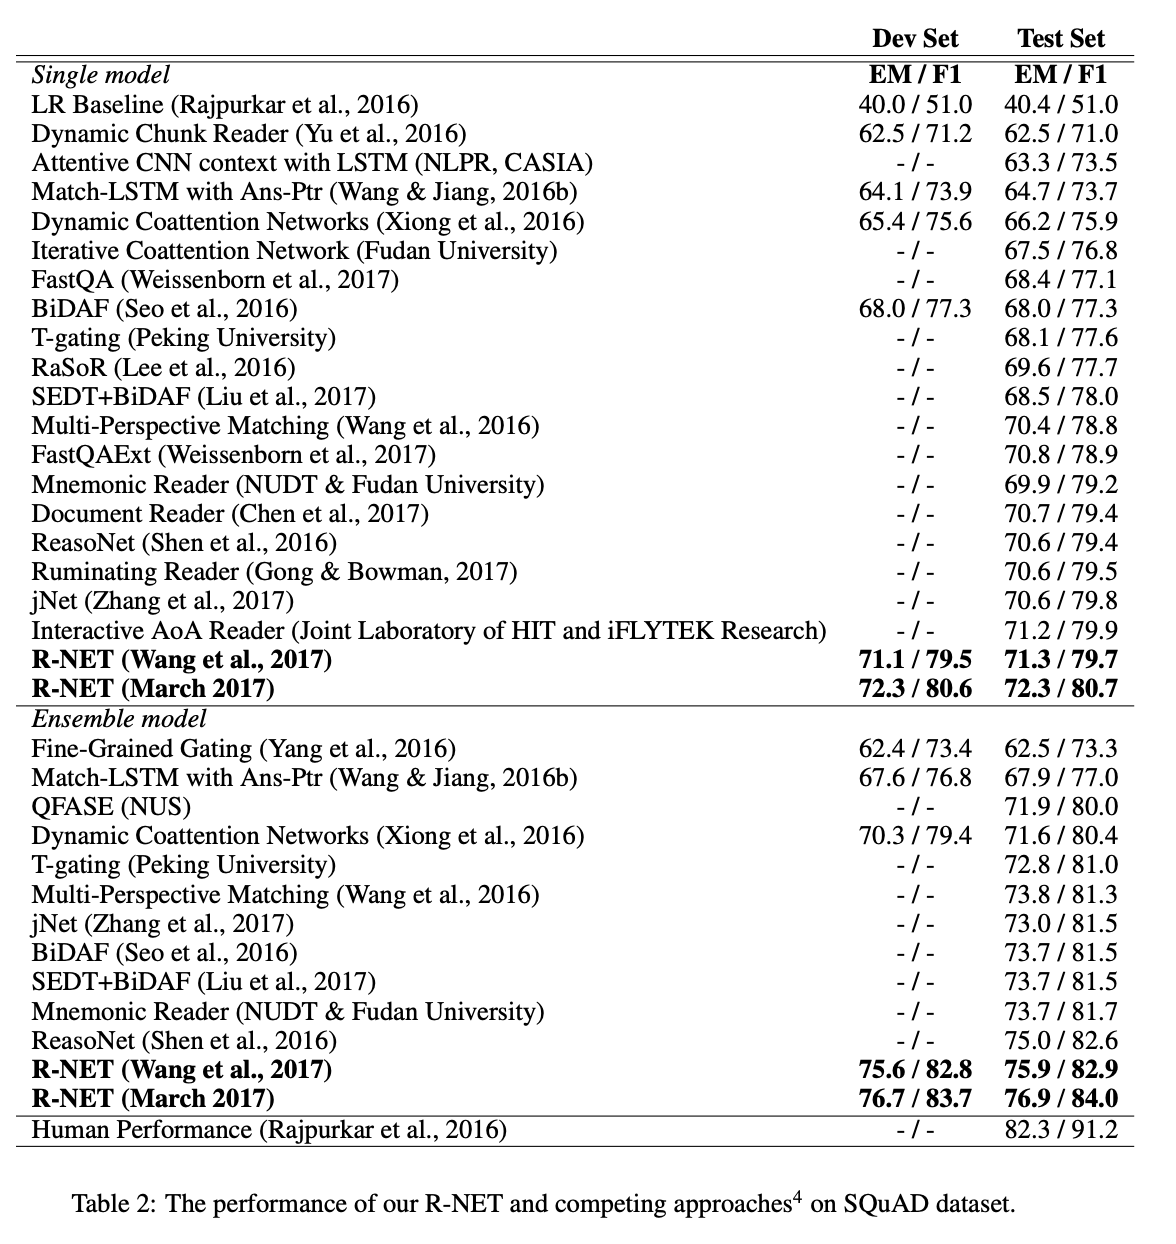 Dev Set Test Set
Single model EM / F1 EM / F1
LR Baseline (Rajpurkar et al., 2016) 40.0 / 51.0 40.4 / 51.0
Dynamic Chunk Reader (Yu et al., 2016) 62.5 / 71.2 62.5 / 71.0
Attentive CNN context with LSTM (NLPR, CASIA) - / - 63.3 / 73.5
Match-LSTM with Ans-Ptr (Wang & Jiang, 2016b) 64.1 / 73.9 64.7 / 73.7
Dynamic Coattention Networks (Xiong et al., 2016) 65.4 / 75.6 66.2 / 75.9
Iterative Coattention Network (Fudan University) - / - 67.5 / 76.8
FastQA (Weissenborn et al., 2017) - / - 68.4 / 77.1
BiDAF (Seo et al., 2016) 68.0 / 77.3 68.0 / 77.3
T-gating (Peking University) - / - 68.1 / 77.6
RaSoR (Lee et al., 2016) - / - 69.6 / 77.7
SEDT+BiDAF (Liu et al., 2017) - / - 68.5 / 78.0
Multi-Perspective Matching (Wang et al., 2016) - / - 70.4 / 78.8
FastQAExt (Weissenborn et al., 2017) - / - 70.8 / 78.9
Mnemonic Reader (NUDT & Fudan University) - / - 69.9 / 79.2
Document Reader (Chen et al., 2017) - / - 70.7 / 79.4
ReasoNet (Shen et al., 2016) - / - 70.6 / 79.4
Ruminating Reader (Gong & Bowman, 2017) - / - 70.6 / 79.5
jNet (Zhang et al., 2017) - / - 70.6 / 79.8
Interactive AoA Reader (Joint Laboratory of HIT and iFLYTEK Research) - / - 71.2 / 79.9
R-NET (Wang et al., 2017) 71.1 / 79.5 71.3 / 79.7
R-NET (March 2017) 72.3 / 80.6 72.3 / 80.7
Ensemble model
Fine-Grained Gating (Yang et al., 2016) 62.4 / 73.4 62.5 / 73.3
Match-LSTM with Ans-Ptr (Wang & Jiang, 2016b) 67.6 / 76.8 67.9 / 77.0
QFASE (NUS) - / - 71.9 / 80.0
Dynamic Coattention Networks (Xiong et al., 2016) 70.3 / 79.4 71.6 / 80.4
T-gating (Peking University) - / - 72.8 / 81.0
Multi-Perspective Matching (Wang et al., 2016) - / - 73.8 / 81.3
jNet (Zhang et al., 2017) - / - 73.0 / 81.5
BiDAF (Seo et al., 2016) - / - 73.7 / 81.5
SEDT+BiDAF (Liu et al., 2017) - / - 73.7 / 81.5
Mnemonic Reader (NUDT & Fudan University) - / - 73.7 / 81.7
ReasoNet (Shen et al., 2016) - / - 75.0 / 82.6
R-NET (Wang et al., 2017) 75.6 / 82.8 75.9 / 82.9
R-NET (March 2017) 76.7 / 83.7 76.9 / 84.0
Human Performance (Rajpurkar et al., 2016) - / - 82.3 / 91.2
Table 2: The performance of our R-NET and competing approaches⁴ on SQuAD dataset.